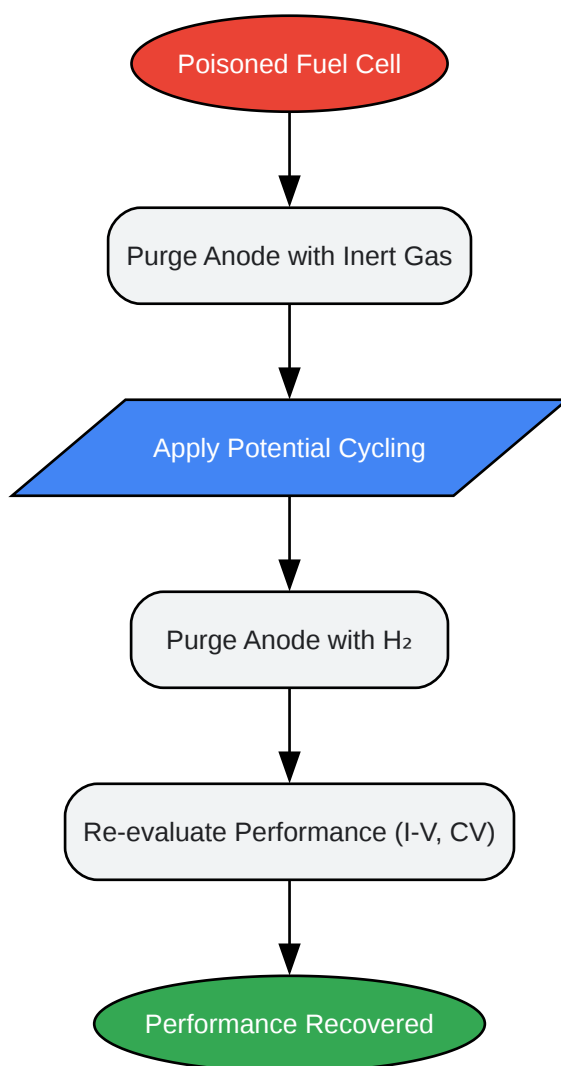 Poisoned Fuel Cell
Purge Anode with Inert Gas
Apply Potential Cycling
Purge Anode with H₂
Re-evaluate Performance (I-V, CV)
Performance Recovered